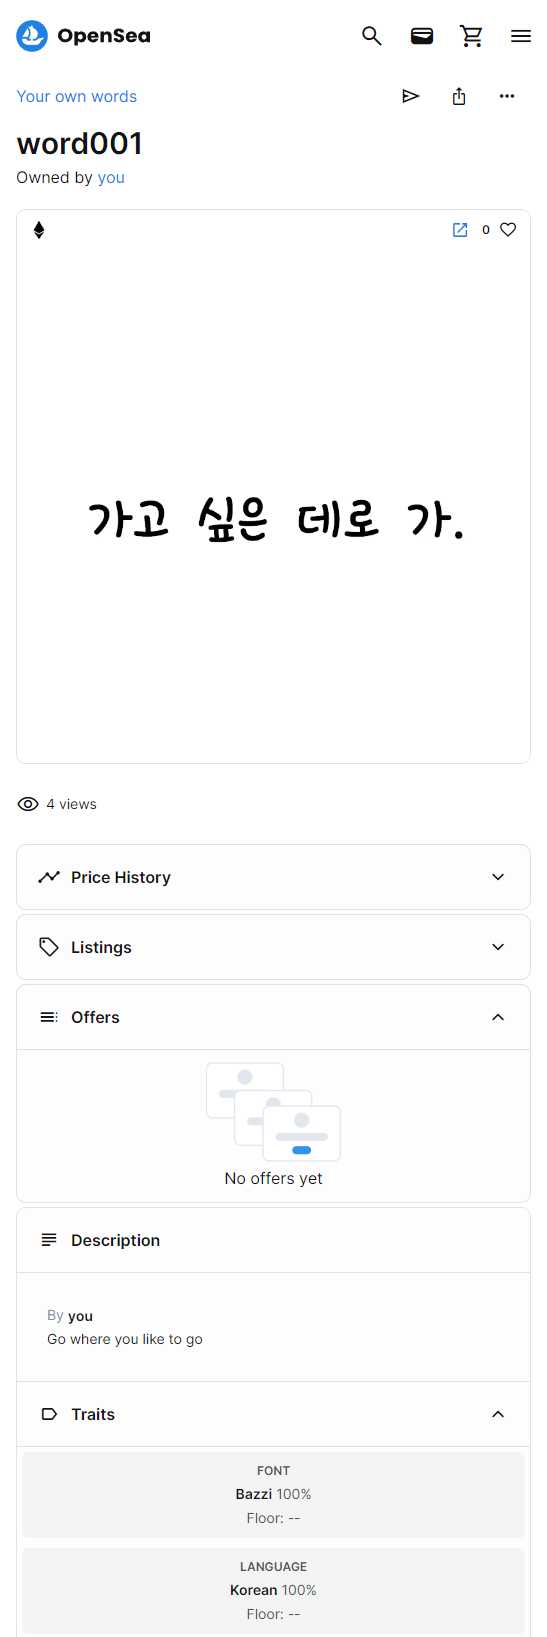 OpenSea
Your own words
word001
Owned by you
0
가고 싶은 데로 가.
4 views
Price History
Listings
Offers
No offers yet
Description
By you
Go where you like to go
Traits
FONT
Bazzi 100%
Floor: --
LANGUAGE
Korean 100%
Floor: --